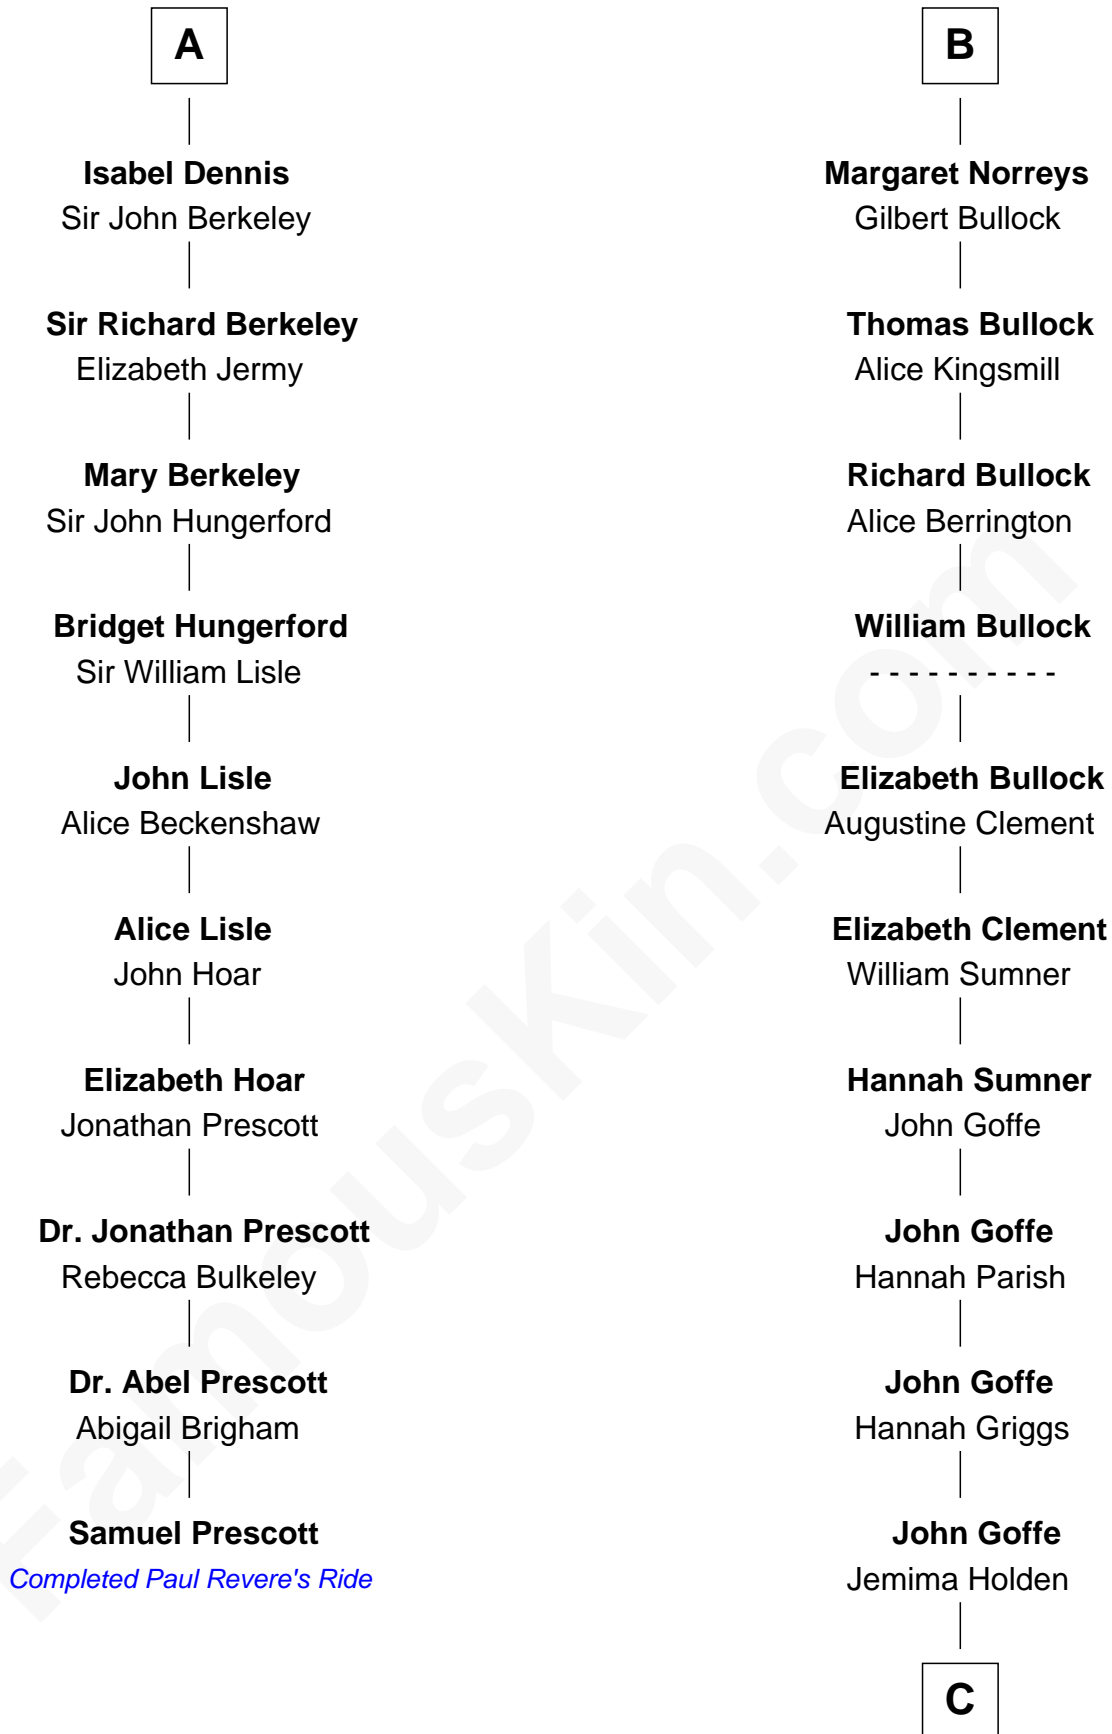 A
Isabel Dennis
Sir John Berkeley
Sir Richard Berkeley
Elizabeth Jermy
Mary Berkeley
Sir John Hungerford
Bridget Hungerford
Sir William Lisle
John Lisle
Alice Beckenshaw
Alice Lisle
John Hoar
Elizabeth Hoar
Jonathan Prescott
Dr. Jonathan Prescott
Rebecca Bulkeley
Dr. Abel Prescott
Abigail Brigham
Samuel Prescott
Completed Paul Revere's Ride
B
Margaret Norreys
Gilbert Bullock
Thomas Bullock
Alice Kingsmill
Richard Bullock
Alice Berrington
William Bullock
- - - - - - - - - -
Elizabeth Bullock
Augustine Clement
Elizabeth Clement
William Sumner
Hannah Sumner
John Goffe
John Goffe
Hannah Parish
John Goffe
Hannah Griggs
John Goffe
Jemima Holden
C
FamousKin.com